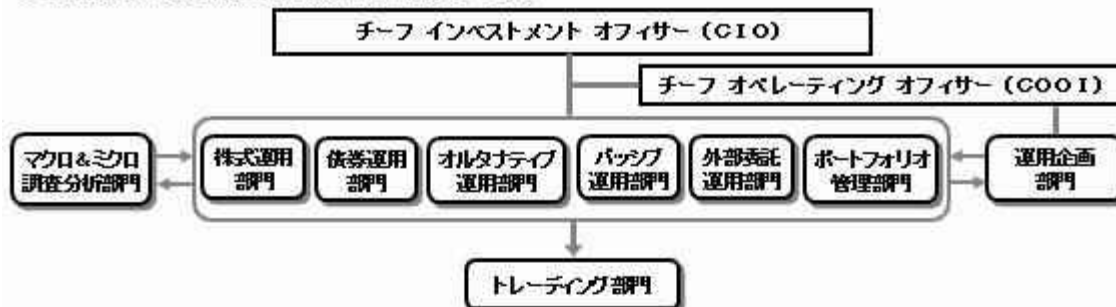 チーフ インベストメント オフィサー (CIO)
チーフ オペレーティング オフィサー (COOI)
マクロ&ミクロ
調査分析部門
株式運用
部門
債券運用
部門
オルタナティブ
運用部門
パッシブ
運用部門
外部委託
運用部門
ポートフォリオ
管理部門
運用企画
部門
トレーディング部門